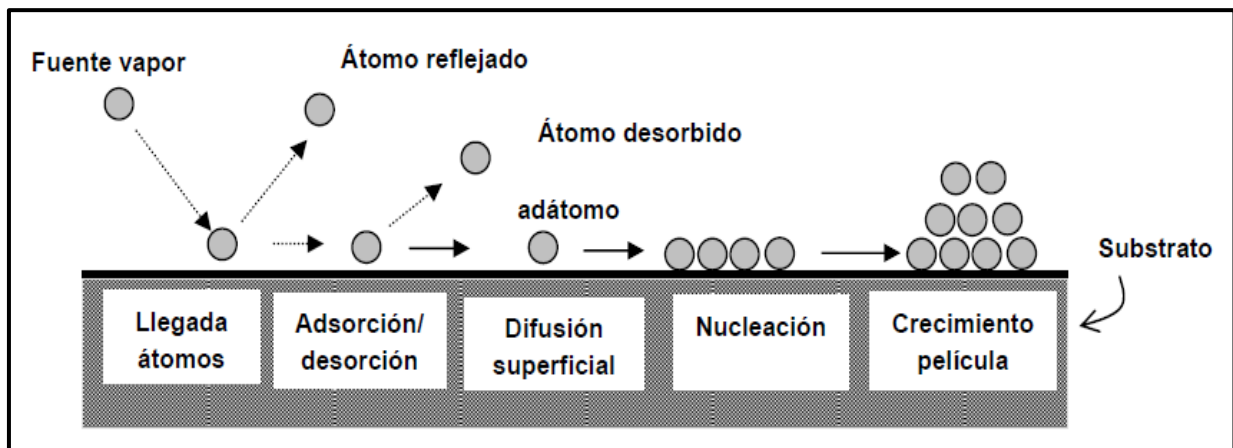 Fuente vapor
Átomo reflejado
Átomo desorbido
adátomo
Substrato
Llegada
átomos
Adsorción/
desorción
Difusión
superficial
Nucleación
Crecimiento
película